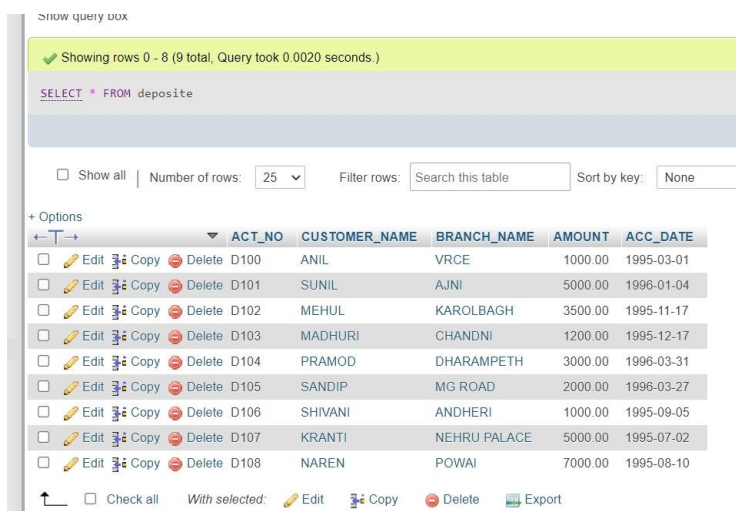 Show query box
Showing rows 0 - 8 (9 total, Query took 0.0020 seconds.)
SELECT * FROM deposite
Show all | Number of rows: 25 Filter rows: Search this table Sort by key: None
+ Options
←T→ ACT_NO CUSTOMER_NAME BRANCH_NAME AMOUNT ACC_DATE
Edit Copy Delete D100 ANIL VRCE 1000.00 1995-03-01
Edit Copy Delete D101 SUNIL AJNI 5000.00 1996-01-04
Edit Copy Delete D102 MEHUL KAROLBAGH 3500.00 1995-11-17
Edit Copy Delete D103 MADHURI CHANDNI 1200.00 1995-12-17
Edit Copy Delete D104 PRAMOD DHARAMPETH 3000.00 1996-03-31
Edit Copy Delete D105 SANDIP MG ROAD 2000.00 1996-03-27
Edit Copy Delete D106 SHIVANI ANDHERI 1000.00 1995-09-05
Edit Copy Delete D107 KRANTI NEHRU PALACE 5000.00 1995-07-02
Edit Copy Delete D108 NAREN POWAI 7000.00 1995-08-10
Check all With selected: Edit Copy Delete Export